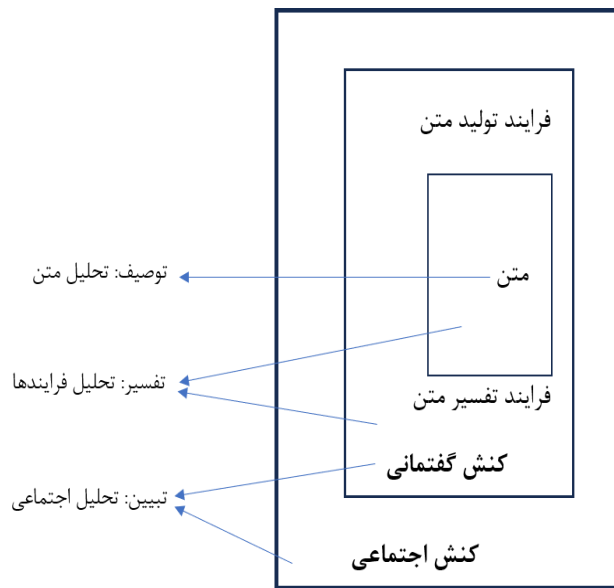 فرایند تولید متن
متن
توصیف: تحلیل متن
تفسیر: تحلیل فرایندها
فرایند تفسیر متن
کنش گفتمانی
تبیین: تحلیل اجتماعی
کنش اجتماعی